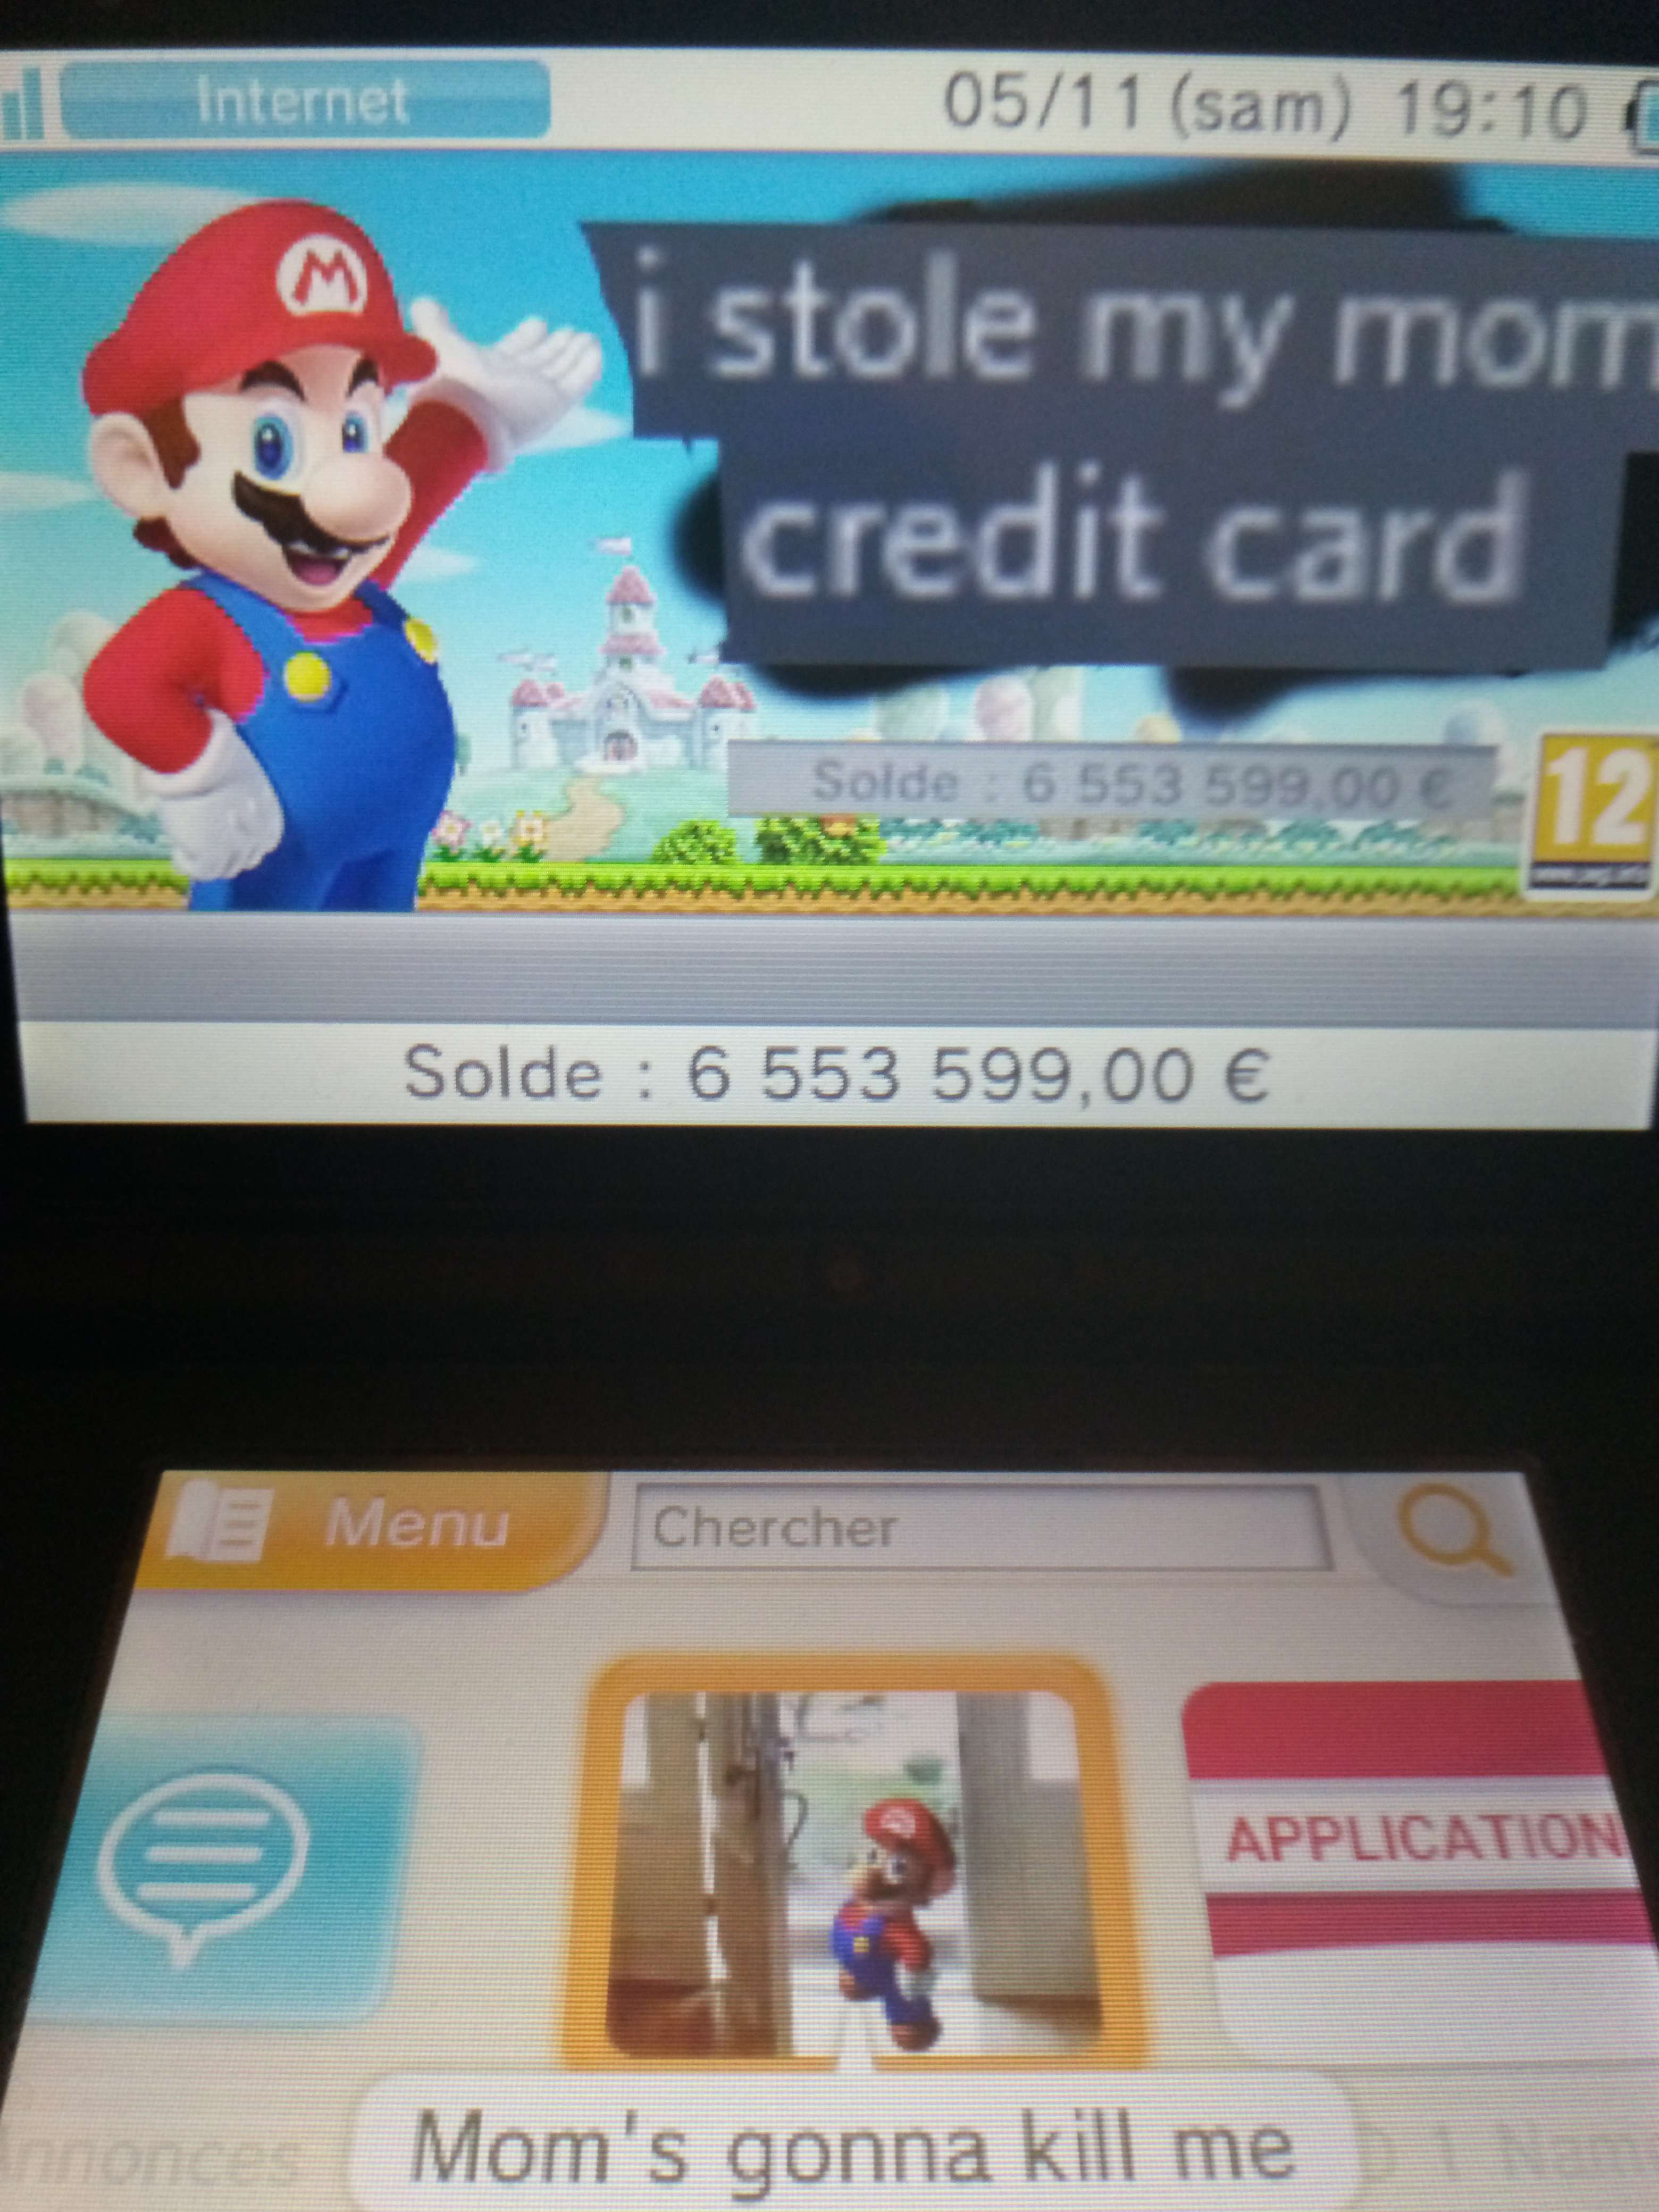 Internet
05/11 (sam) 19:10
M
i stole my mom
credit card
Solde : 6 553 599,00 €
12
Solde : 6 553 599,00 €
Menu
Chercher
APPLICATION
Mom's gonna kill me
nnonces